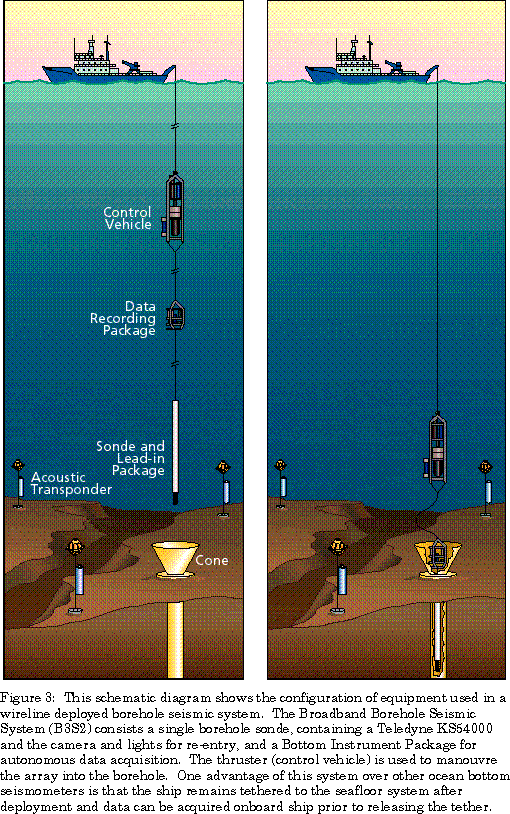 Control
Vehicle
Data
Recording
Package
Sonde and
Lead-in
Package
Acoustic
Transponder
Cone
Figure 3: This schematic diagram shows the configuration of equipment used in a
wireline deployed borehole seismic system. The Broadband Borehole Seismic
System (B3S2) consists a single borehole sonde, containing a Teledyne KS54000
and the camera and lights for re-entry, and a Bottom Instrument Package for
autonomous data acquisition. The thruster (control vehicle) is used to manouvre
the array into the borehole. One advantage of this system over other ocean bottom
seismometers is that the ship remains tethered to the seafloor system after
deployment and data can be acquired onboard ship prior to releasing the tether.